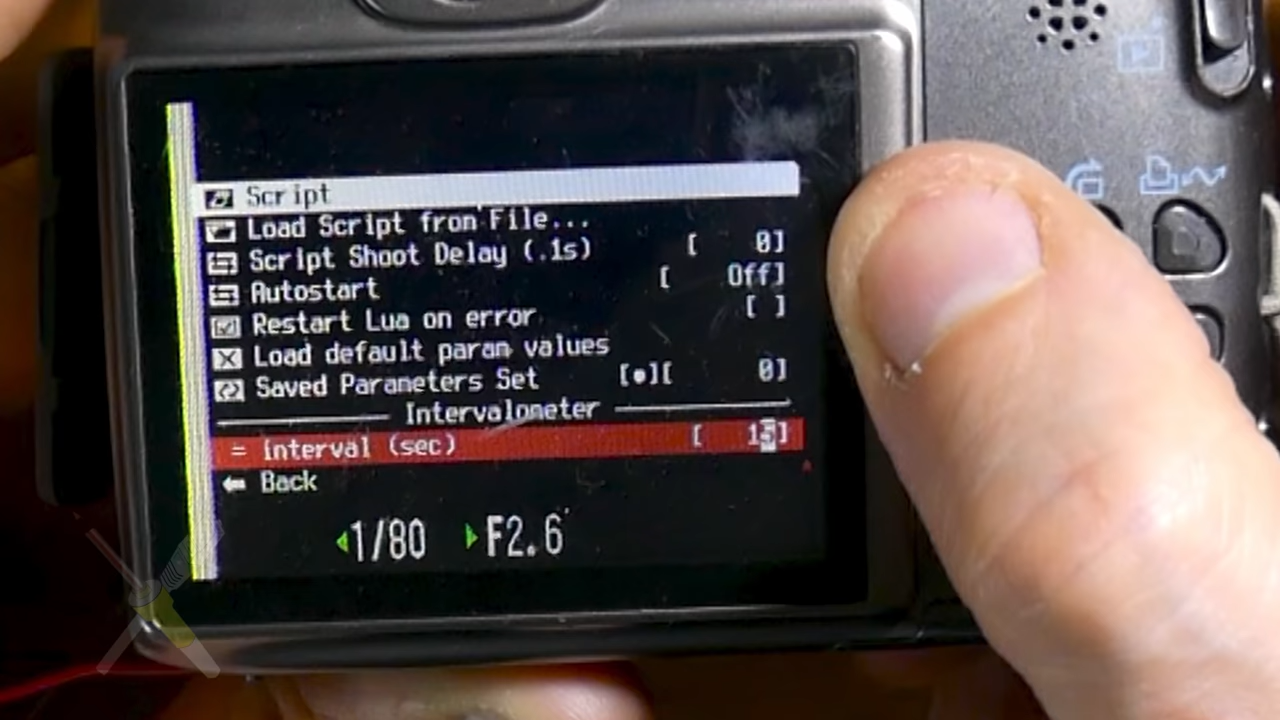 Script
Load Script from File...
Script Shoot Delay (.1s) [ 0]
Autostart [ Off]
Restart Lua on error [ ]
Load default param values
Saved Parameters Set [•][ 0]
Intervalometer
= interval (sec) [ 15]
Back
1/80 F2.6